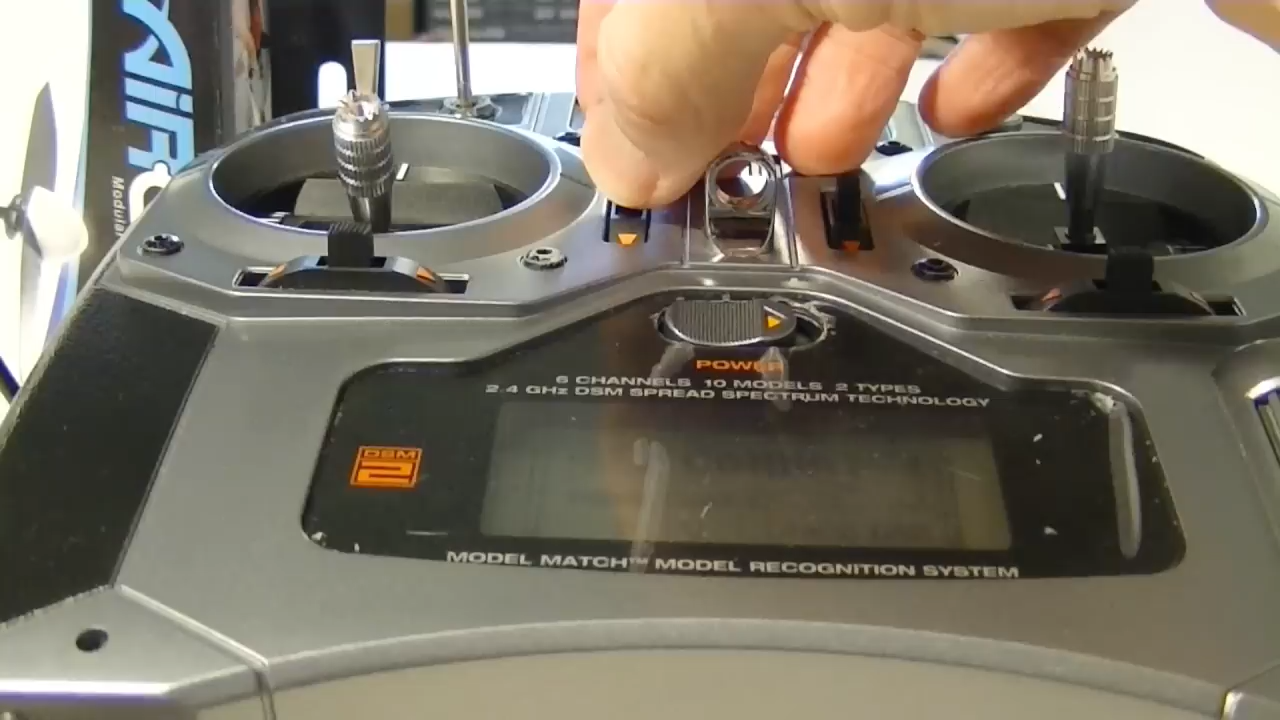 Modular
POWER
6 CHANNELS 10 MODELS 2 TYPES
2.4 GHz DSM SPREAD SPECTRUM TECHNOLOGY
DSM
2
MODEL MATCH™ MODEL RECOGNITION SYSTEM